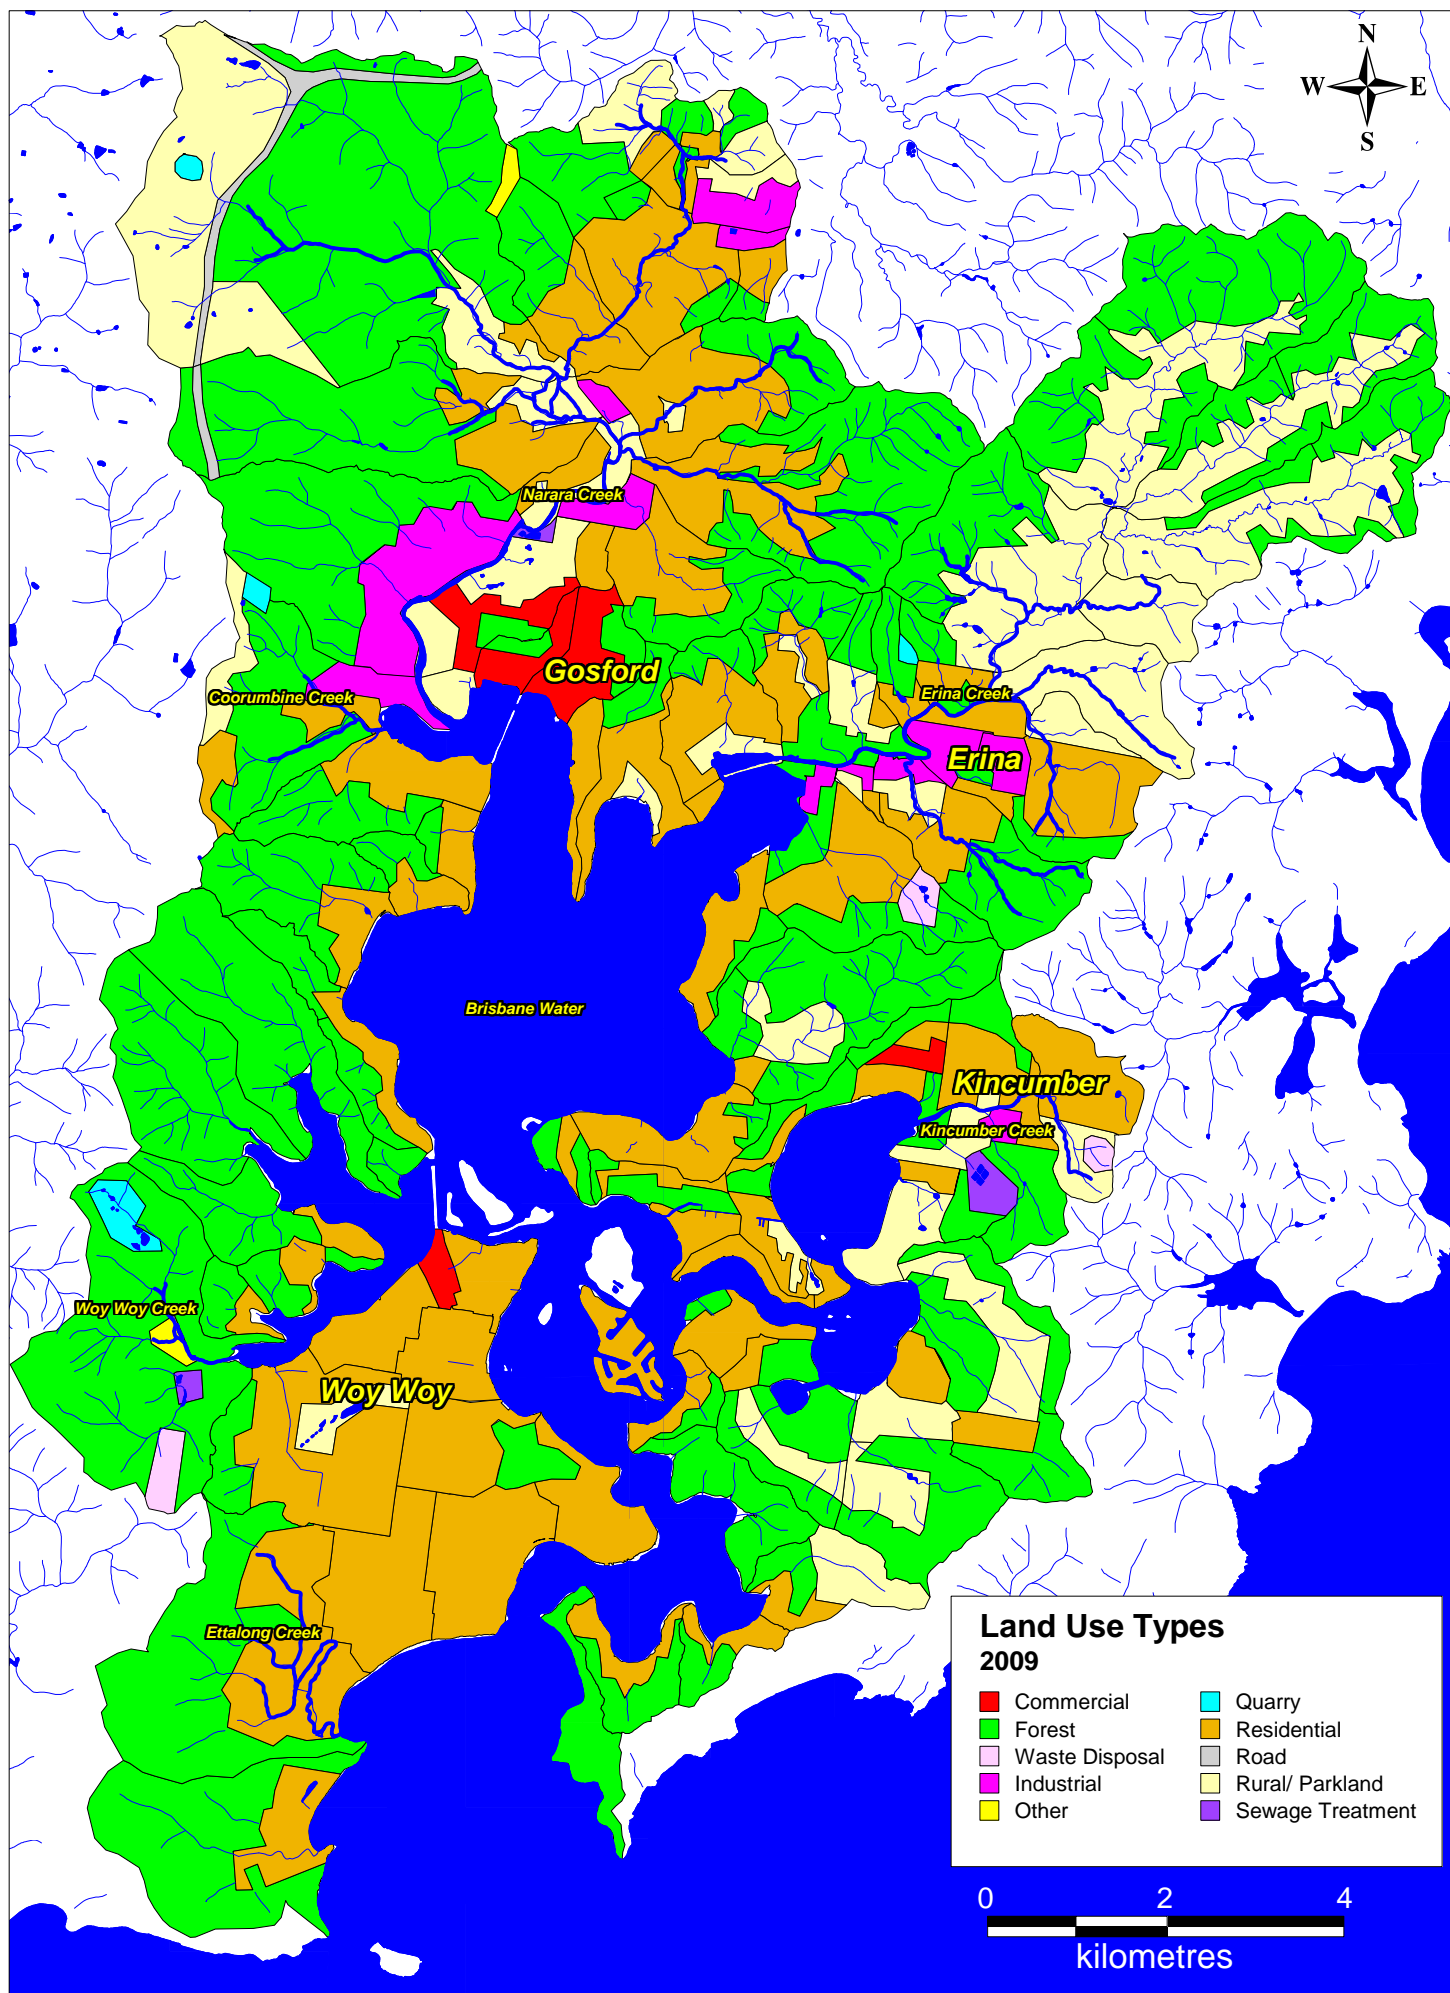 N
W E
S
Narara Creek
Gosford
Coorumbine Creek
Erina Creek
Erina
Brisbane Water
Kincumber
Kincumber Creek
Woy Woy Creek
Woy Woy
Ettalong Creek
Land Use Types
2009
Commercial
Forest
Waste Disposal
Industrial
Other
Quarry
Residential
Road
Rural/ Parkland
Sewage Treatment
0 2 4
kilometres